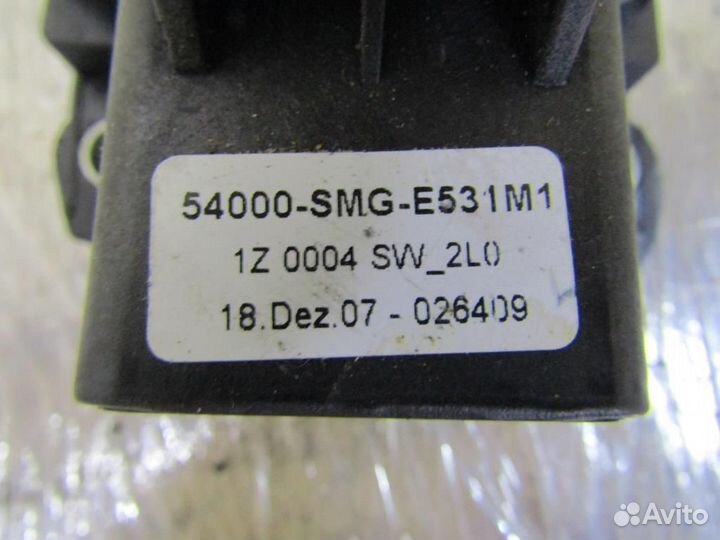 54000-SMG-E531M1
1Z 0004 SW_2L0
18.Dez.07 - 026409
Avito